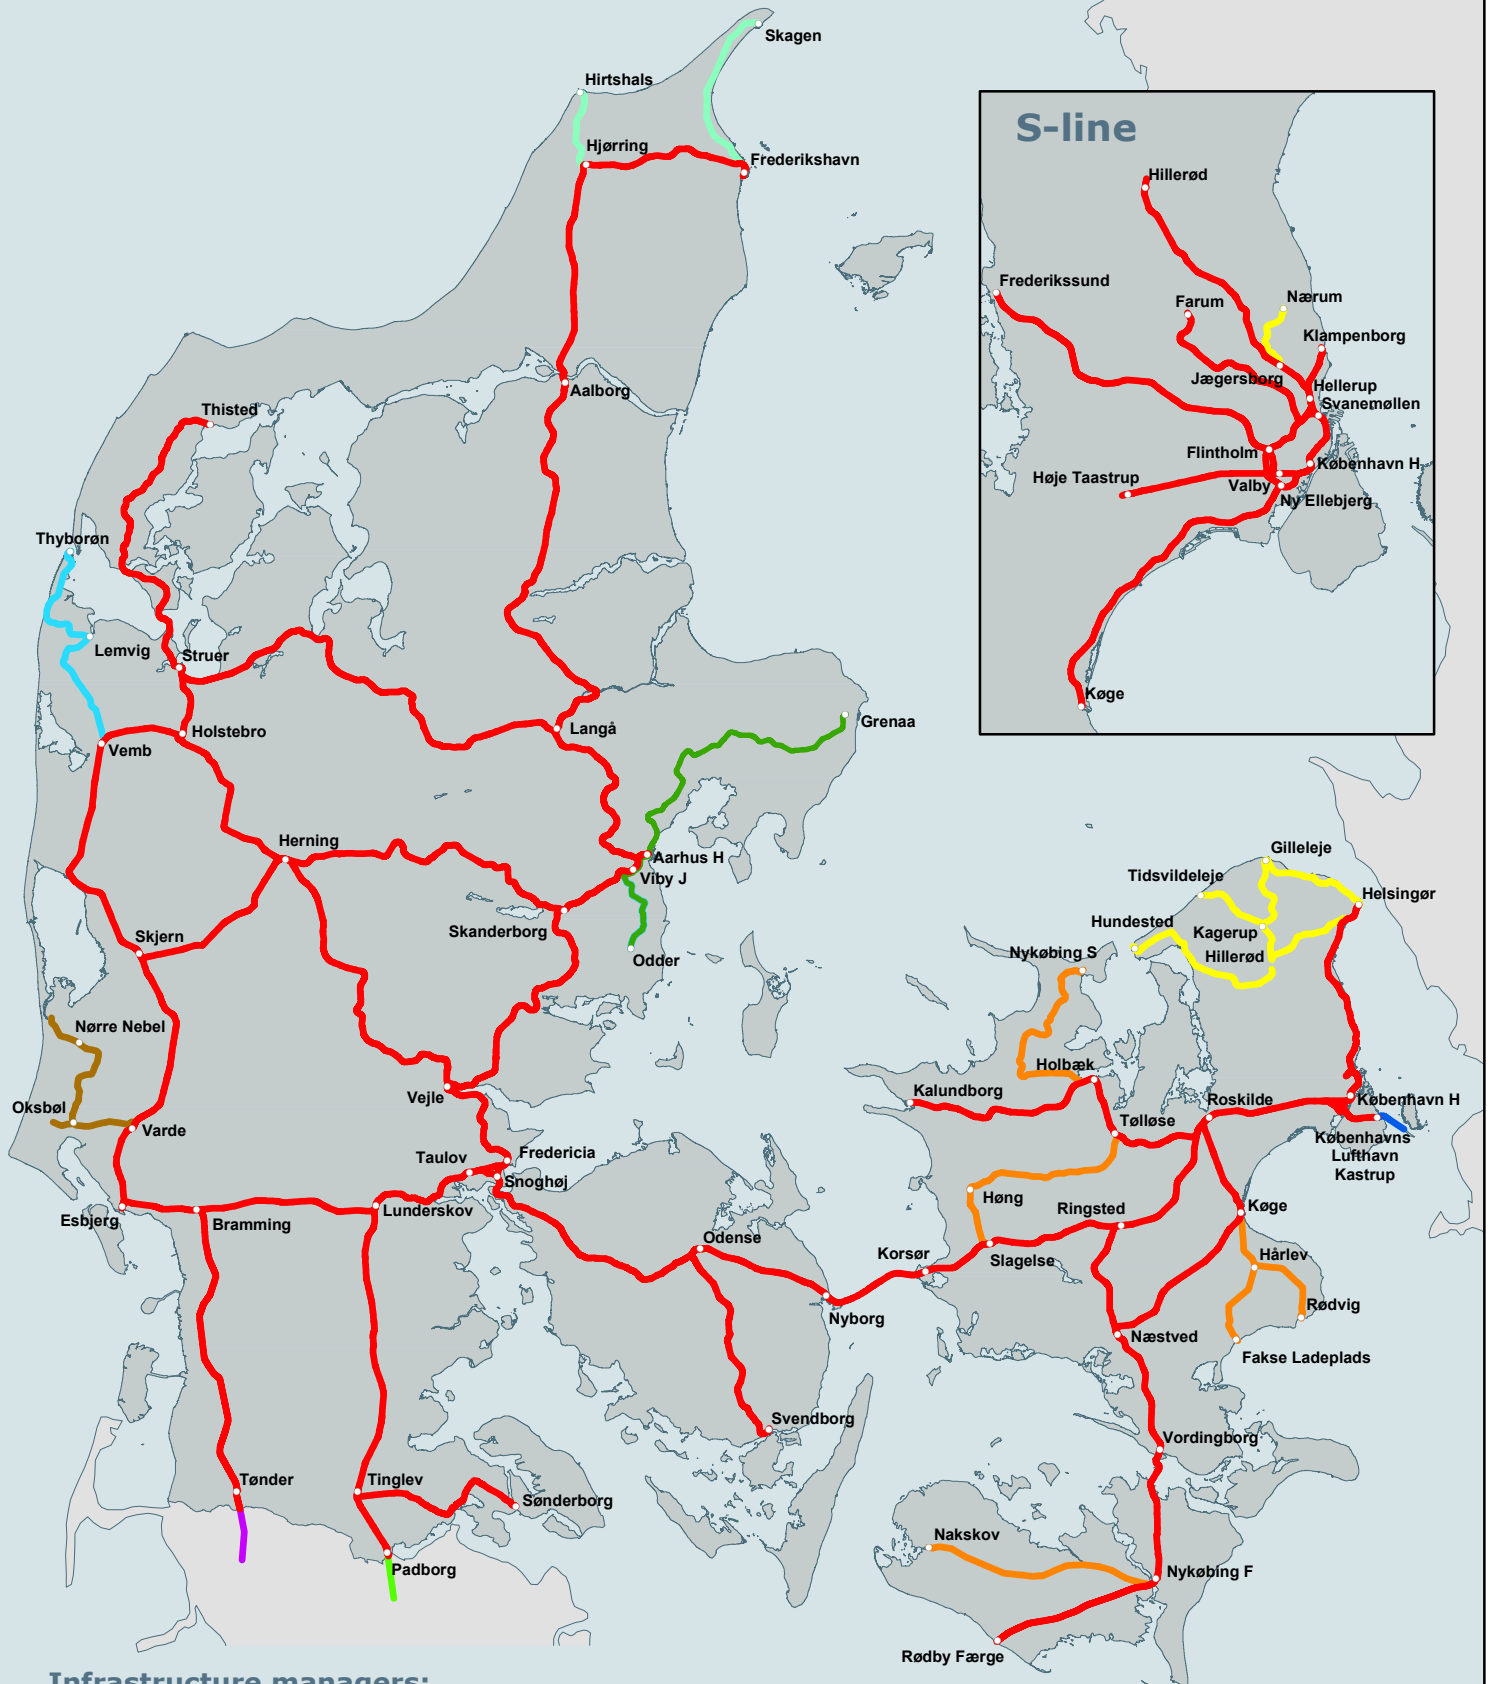 Skagen
Hirtshals
Hjørring
Frederikshavn
S-line
Hillerød
Frederikssund
Farum
Nærum
Klampenborg
Jægersborg
Hellerup
Svanemøllen
Flintholm
København H
Høje Taastrup
Valby
Ny Ellebjerg
Køge
Aalborg
Thisted
Thyborøn
Lemvig
Struer
Holstebro
Vemb
Langå
Grenaa
Herning
Aarhus H
Viby J
Skanderborg
Odder
Skjern
Nørre Nebel
Oksbøl
Varde
Vejle
Fredericia
Taulov
Snoghøj
Esbjerg
Bramming
Lunderskov
Odense
Nyborg
Korsør
Svendborg
Tønder
Tinglev
Sønderborg
Padborg
Gilleleje
Tidsvildeleje
Helsingør
Hundested
Kagerup
Hillerød
Nykøbing S
Holbæk
Kalundborg
Roskilde
København H
Tølløse
Københavns
Lufthavn
Kastrup
Høng
Ringsted
Køge
Slagelse
Hårlev
Rødvig
Næstved
Fakse Ladeplads
Vordingborg
Nakskov
Nykøbing F
Rødby Færge
Infrastructure managers: